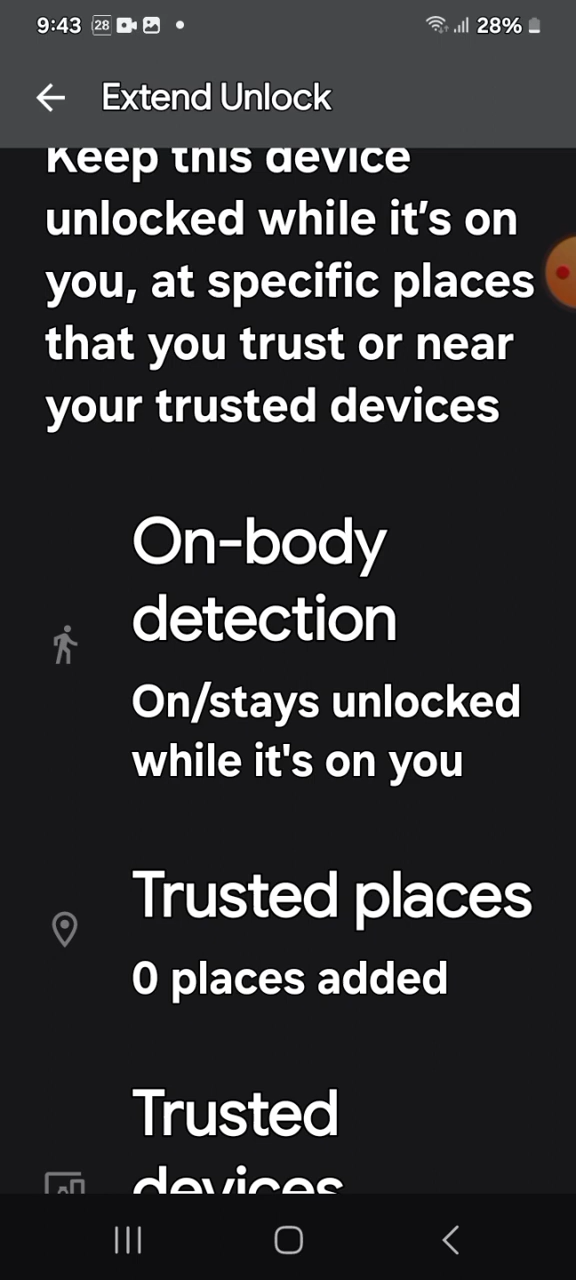 9:43 28 28%
Extend Unlock
Keep this device
unlocked while it’s on
you, at specific places
that you trust or near
your trusted devices
On-body
detection
On/stays unlocked
while it's on you
Trusted places
0 places added
Trusted
devices